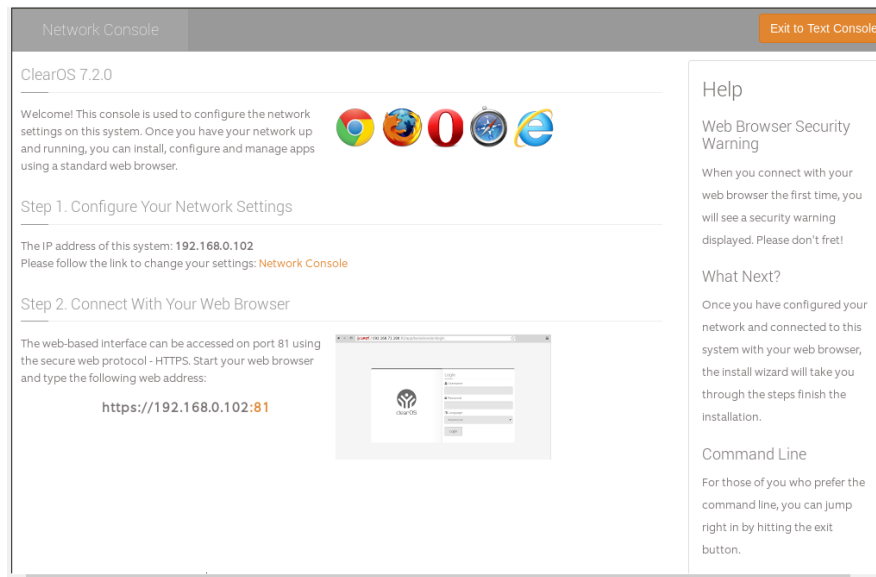 Network Console
Exit to Text Console
ClearOS 7.2.0
Welcome! This console is used to configure the network
settings on this system. Once you have your network up
and running, you can install, configure and manage apps
using a standard web browser.
Step 1. Configure Your Network Settings
The IP address of this system: 192.168.0.102
Please follow the link to change your settings: Network Console
Step 2. Connect With Your Web Browser
The web-based interface can be accessed on port 81 using
the secure web protocol - HTTPS. Start your web browser
and type the following web address:
https://192.168.0.102:81
Login
clearOS
Login
Help
Web Browser Security
Warning
When you connect with your
web browser the first time, you
will see a security warning
displayed. Please don't fret!
What Next?
Once you have configured your
network and connected to this
system with your web browser,
the install wizard will take you
through the steps finish the
installation.
Command Line
For those of you who prefer the
command line, you can jump
right in by hitting the exit
button.